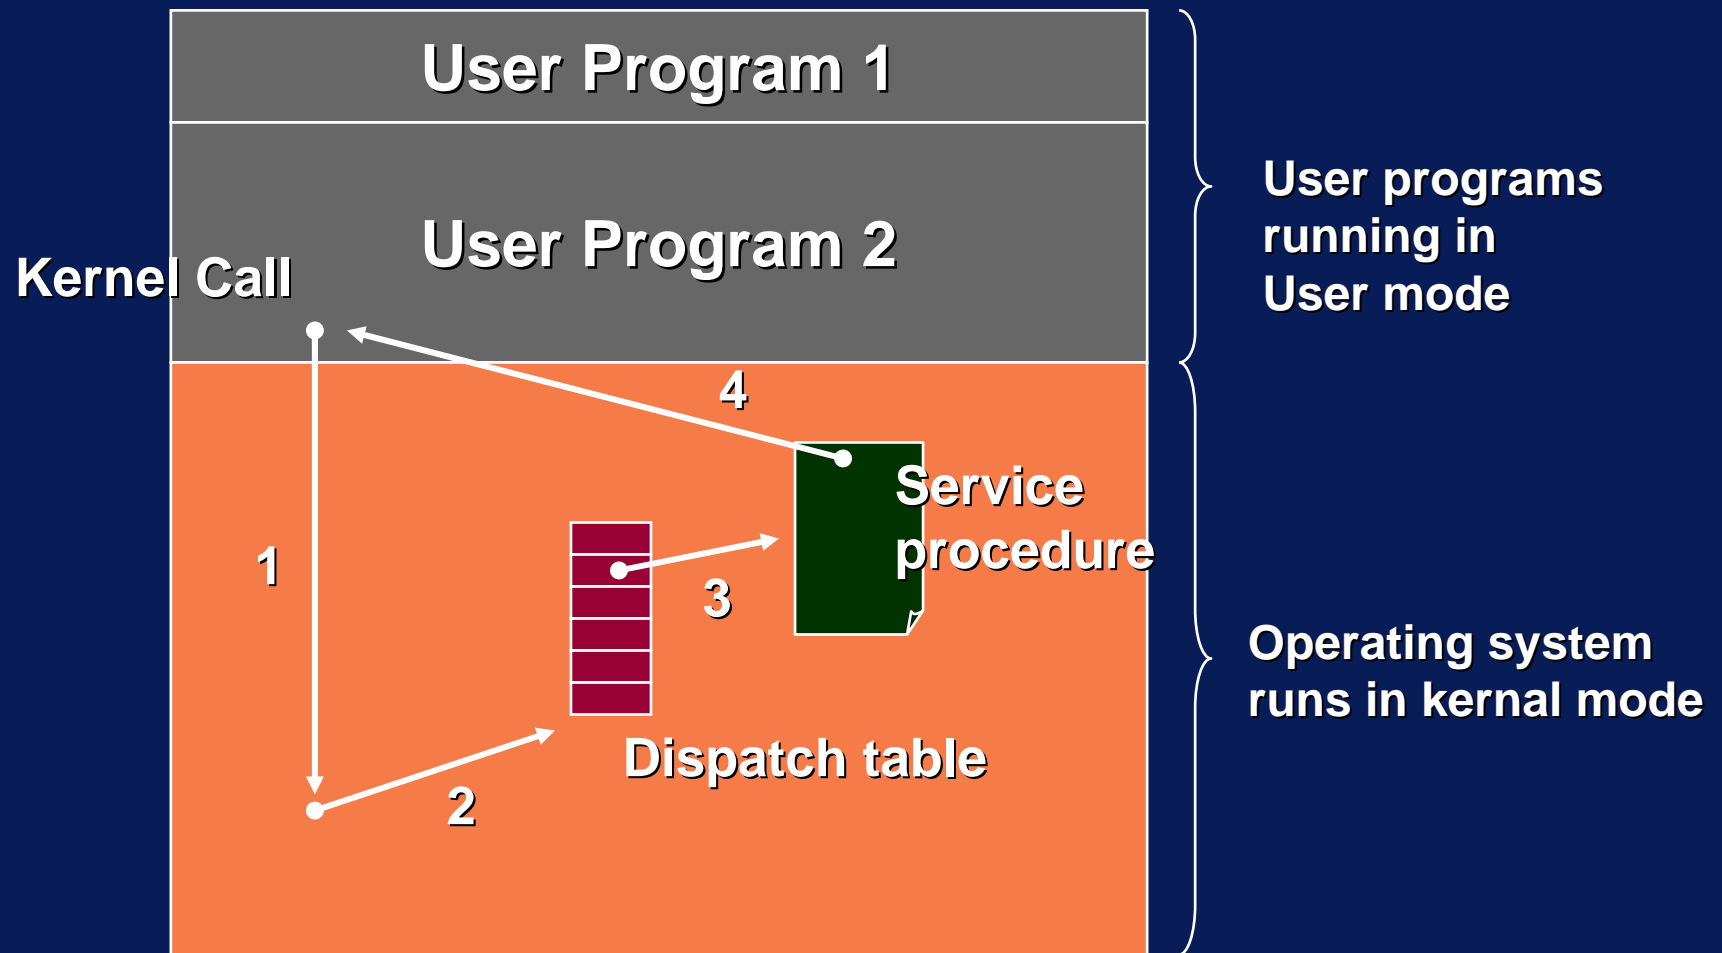 User Program 1
User Program 2
Kernel Call
User programs
running in
User mode
4
Service
procedure
1
3
Dispatch table
2
Operating system
runs in kernal mode